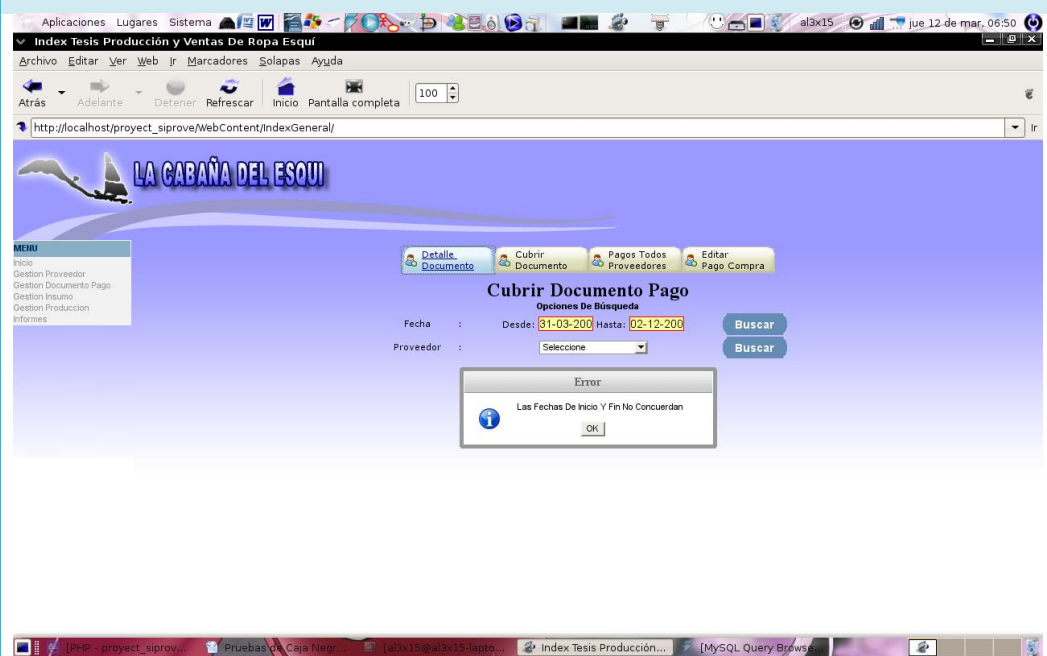 Aplicaciones Lugares Sistema al3x15 jue 12 de mar, 06:50
Index Tesis Producción y Ventas De Ropa Esquí
Archivo Editar Ver Web Ir Marcadores Solapas Ayuda
Atrás Adelante Detener Refrescar Inicio Pantalla completa 100
http://localhost/proyect_siprove/WebContent/IndexGeneral/ Ir
LA CABAÑA DEL ESQUI
MENU
Inicio
Gestion Proveedor
Gestion Documento Pago
Gestion Insumo
Gestion Produccion
Informes
Detalle Documento
Cubrir Documento
Pagos Todos Proveedores
Editar Pago Compra
Cubrir Documento Pago
Opciones De Búsqueda
Fecha : Desde: 31-03-200 Hasta: 02-12-200 Buscar
Proveedor : Seleccione Buscar
Error
Las Fechas De Inicio Y Fin No Concuerdan
OK
[PHP - proyect_siprov... Pruebas de Caja Negr... [al3x15@al3x15-lapto... Index Tesis Producción... [MySQL Query Browse...